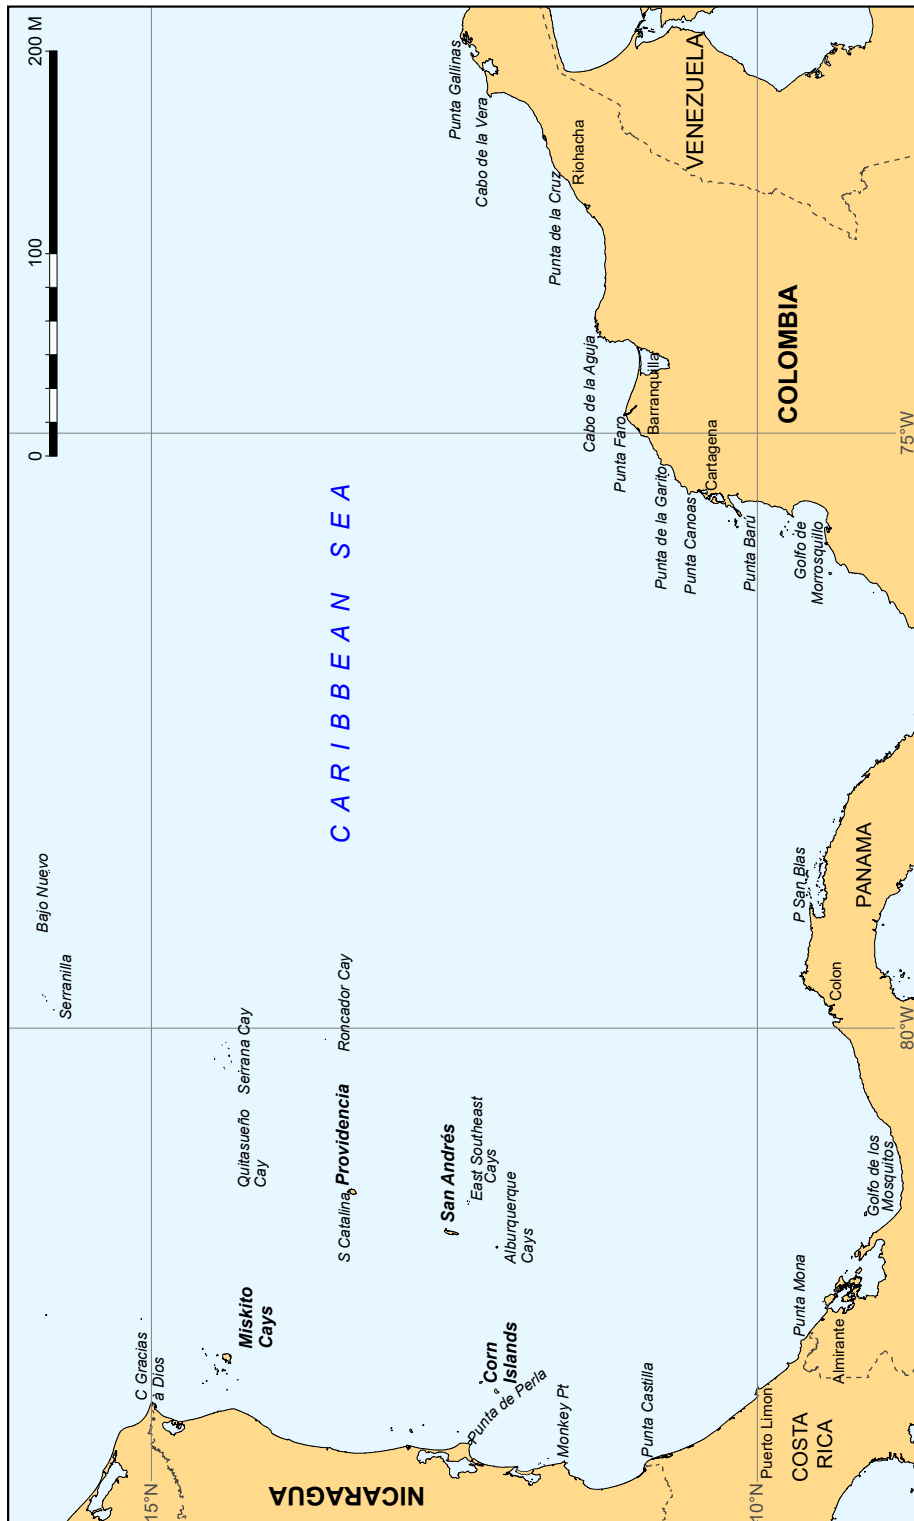 0
100
200 M
Bajo Nuevo
Serranilla
C Gracias
à Dios
15°N
Miskito
Cays
Quitasueño
Cay
Serrana Cay
S Catalina
Providencia
Roncador Cay
CARIBBEAN SEA
NICARAGUA
San Andrés
East Southeast
Cays
Alburquerque
Cays
Corn
Islands
Punta de Perla
Monkey Pt
Punta Castilla
Punta Gallinas
Cabo de la Vera
Punta de la Cruz
Riohacha
VENEZUELA
Cabo de la Aguja
Punta Faro
Barranquilla
Punta de la Garito
Punta Canoas
Cartagena
Punta Barú
COLOMBIA
Golfo de
Morrosquillo
10°N
Puerto Limon
COSTA
RICA
Punta Mona
Almirante
Golfo de los
Mosquitos
Colon
P San Blas
PANAMA
80°W
75°W